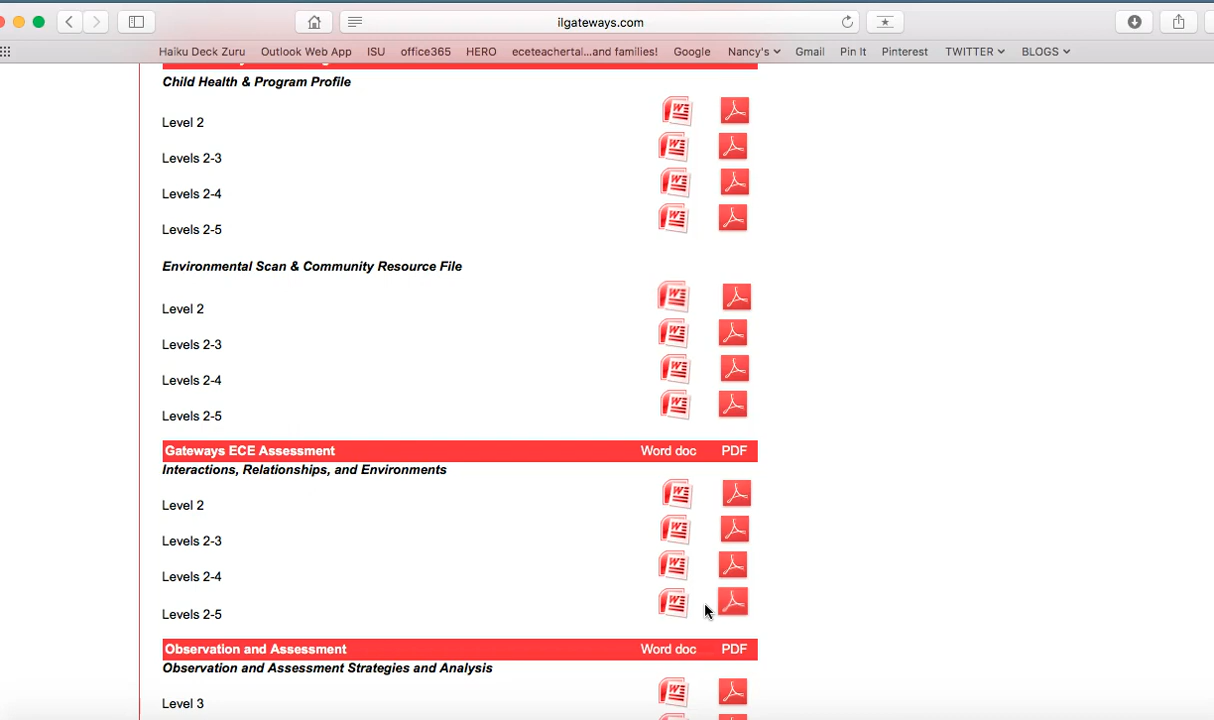 ilgateways.com
Haiku Deck Zuru Outlook Web App ISU office365 HERO eceteachertal...and families! Google Nancy's Gmail Pin It Pinterest TWITTER BLOGS
Child Health & Program Profile
Level 2
Levels 2-3
Levels 2-4
Levels 2-5
Environmental Scan & Community Resource File
Level 2
Levels 2-3
Levels 2-4
Levels 2-5
Gateways ECE Assessment Word doc PDF
Interactions, Relationships, and Environments
Level 2
Levels 2-3
Levels 2-4
Levels 2-5
Observation and Assessment Word doc PDF
Observation and Assessment Strategies and Analysis
Level 3